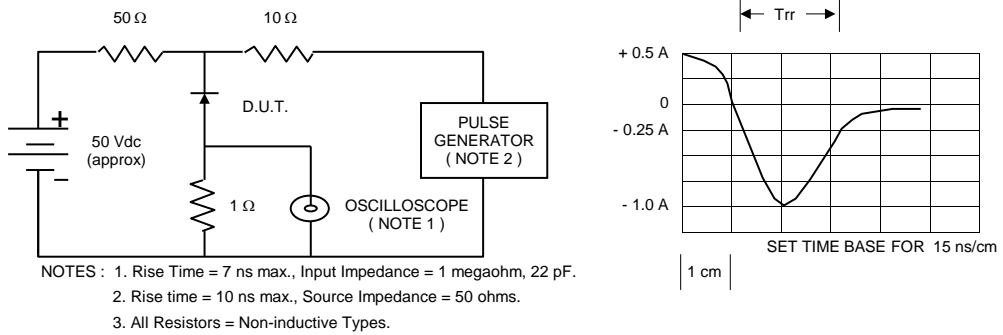 50 Ω
10 Ω
+
50 Vdc
(approx)
D.U.T.
1 Ω
OSCILLOSCOPE
( NOTE 1 )
PULSE
GENERATOR
( NOTE 2 )
Trr
+ 0.5 A
0
- 0.25 A
- 1.0 A
SET TIME BASE FOR 15 ns/cm
1 cm
NOTES : 1. Rise Time = 7 ns max., Input Impedance = 1 megaohm, 22 pF.
2. Rise time = 10 ns max., Source Impedance = 50 ohms.
3. All Resistors = Non-inductive Types.